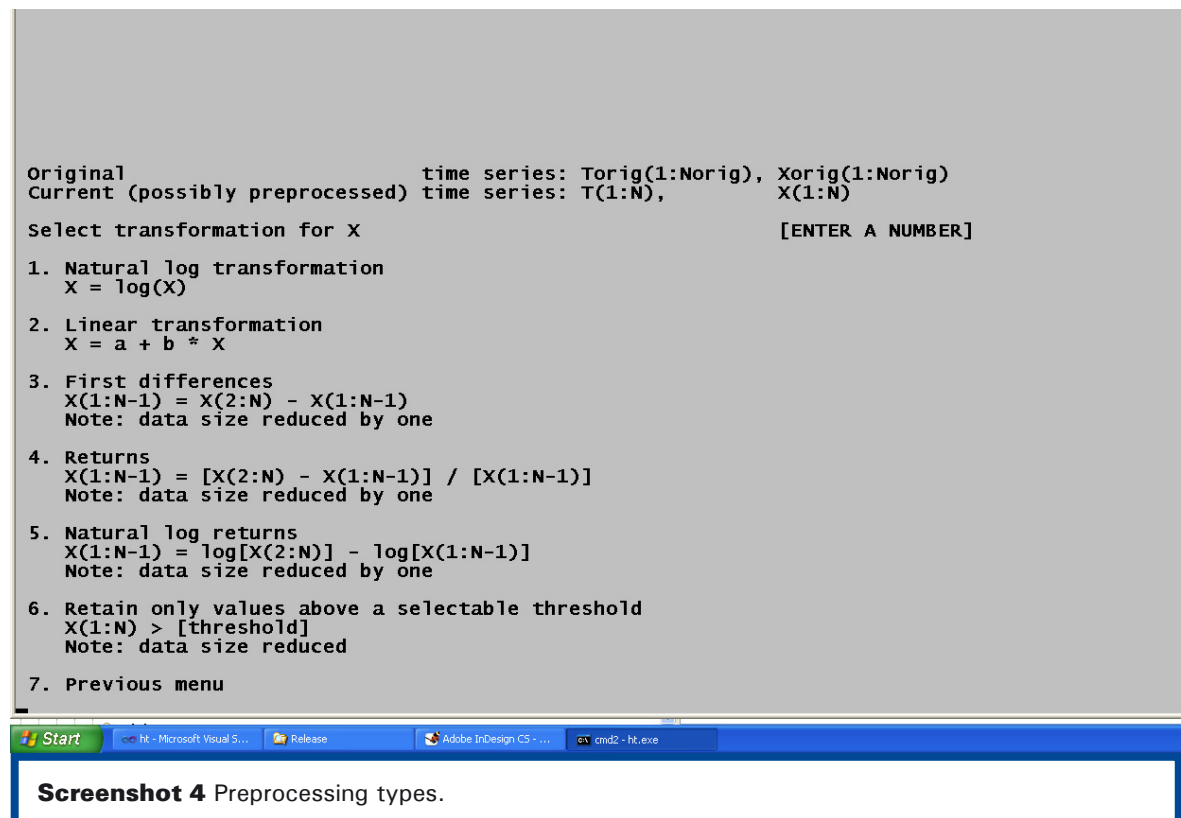 Original time series: Torig(1:Norig), Xorig(1:Norig)
Current (possibly preprocessed) time series: T(1:N), X(1:N)
Select transformation for X [ENTER A NUMBER]
1. Natural log transformation
X = log(X)
2. Linear transformation
X = a + b * X
3. First differences
X(1:N-1) = X(2:N) - X(1:N-1)
Note: data size reduced by one
4. Returns
X(1:N-1) = [X(2:N) - X(1:N-1)] / [X(1:N-1)]
Note: data size reduced by one
5. Natural log returns
X(1:N-1) = log[X(2:N)] - log[X(1:N-1)]
Note: data size reduced by one
6. Retain only values above a selectable threshold
X(1:N) > [threshold]
Note: data size reduced
7. Previous menu
Start ht - Microsoft Visual S... Release Adobe InDesign CS - ... cmd2 - ht.exe
Screenshot 4 Preprocessing types.